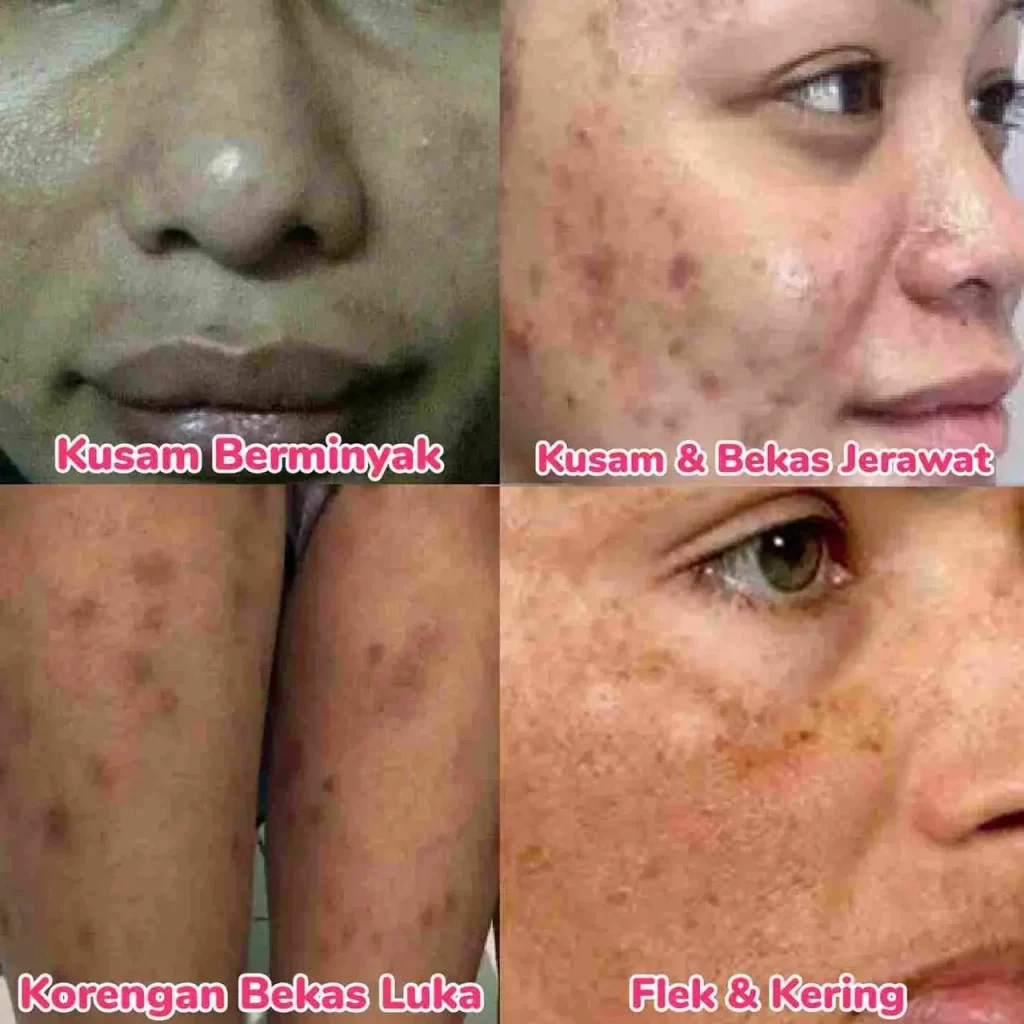 Kusam Berminyak
Kusam & Bekas Jerawat
Korengan Bekas Luka
Flek & Kering